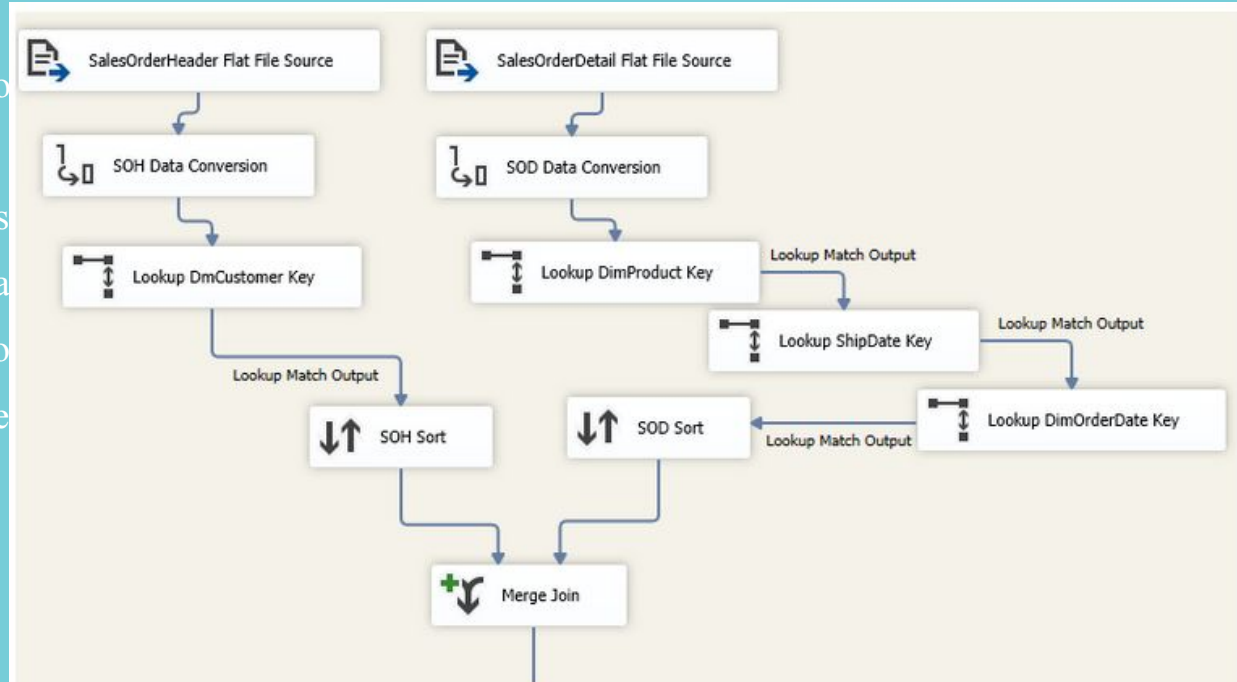 SalesOrderHeader Flat File Source
SalesOrderDetail Flat File Source
SOH Data Conversion
SOD Data Conversion
Lookup DmCustomer Key
Lookup DimProduct Key
Lookup Match Output
Lookup ShipDate Key
Lookup Match Output
Lookup Match Output
Lookup DimOrderDate Key
Lookup Match Output
SOH Sort
SOD Sort
Merge Join